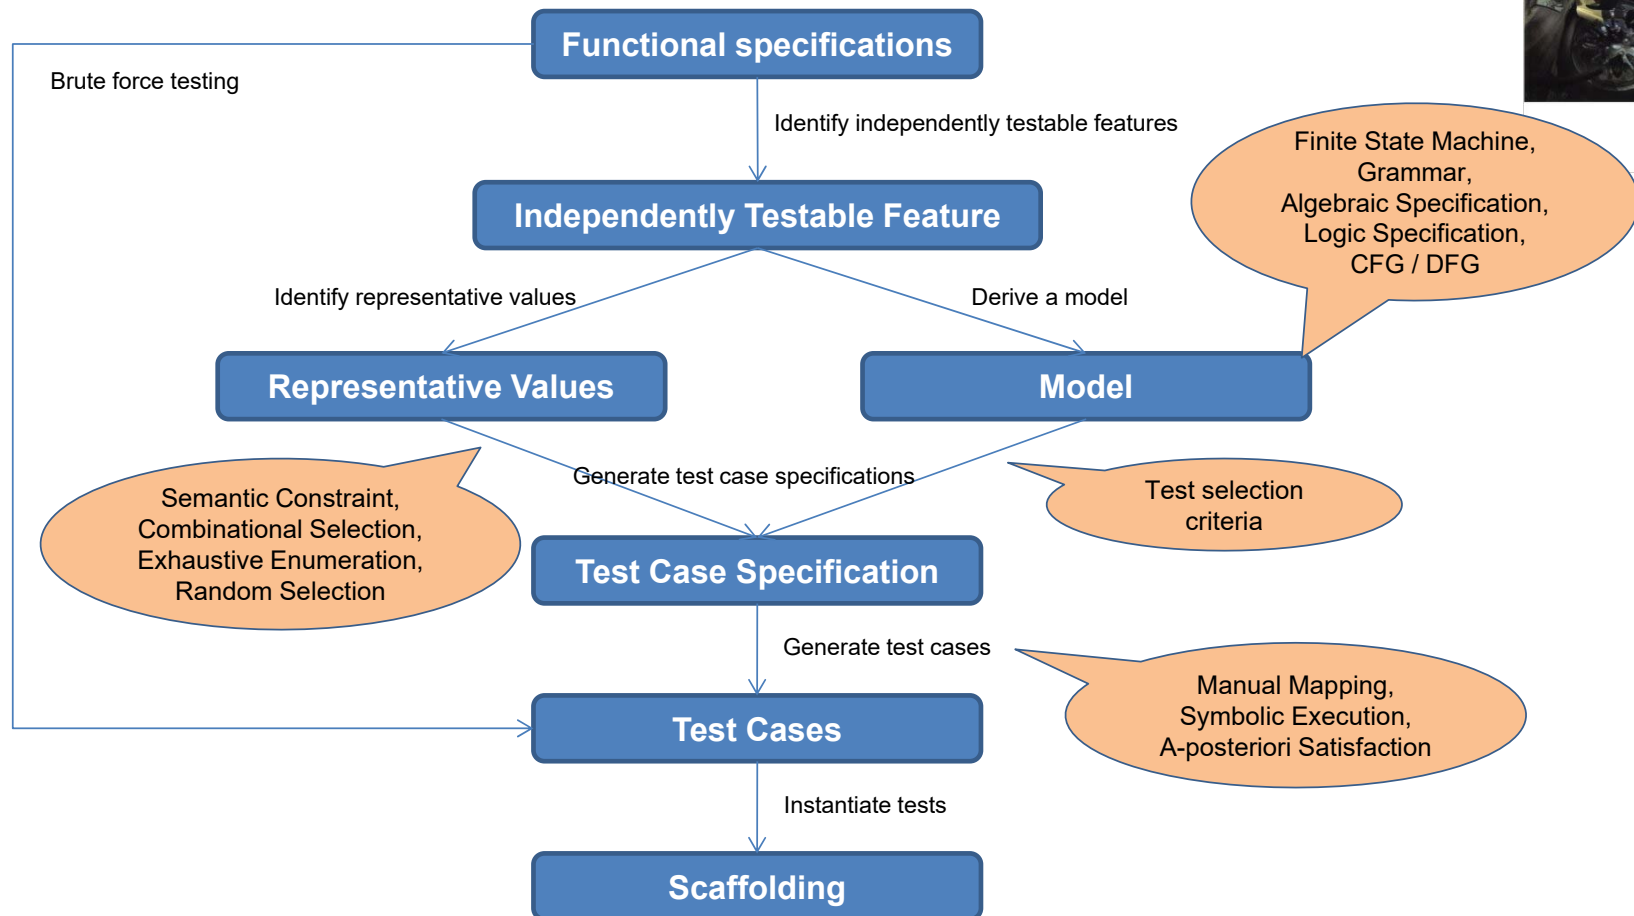 Functional specifications
Brute force testing
Identify independently testable features
Finite State Machine,
Grammar,
Algebraic Specification,
Logic Specification,
CFG / DFG
Independently Testable Feature
Identify representative values
Derive a model
Representative Values
Model
Generate test case specifications
Semantic Constraint,
Combinational Selection,
Exhaustive Enumeration,
Random Selection
Test selection
criteria
Test Case Specification
Generate test cases
Manual Mapping,
Symbolic Execution,
A-posteriori Satisfaction
Test Cases
Instantiate tests
Scaffolding